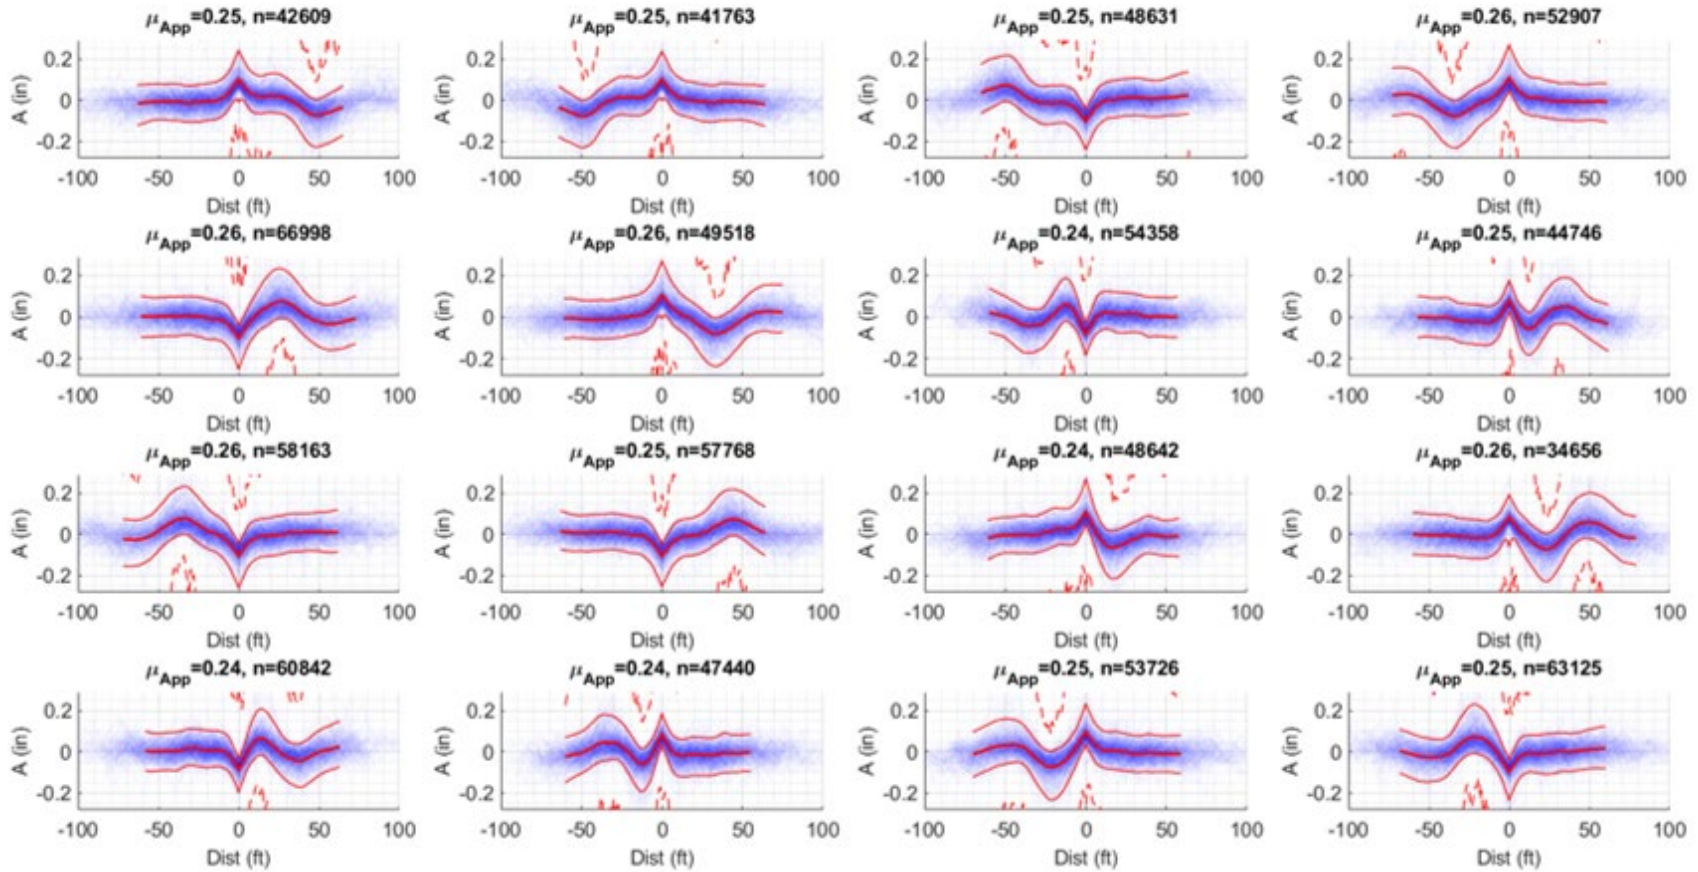 μApp=0.25, n=42609
μApp=0.25, n=41763
μApp=0.25, n=48631
μApp=0.26, n=52907
A (in)
0.2
0
-0.2
A (in)
0.2
0
-0.2
A (in)
0.2
0
-0.2
A (in)
0.2
0
-0.2
-100 -50 0 50 100
-100 -50 0 50 100
-100 -50 0 50 100
-100 -50 0 50 100
Dist (ft)
Dist (ft)
Dist (ft)
Dist (ft)
μApp=0.26, n=66998
μApp=0.26, n=49518
μApp=0.24, n=54358
μApp=0.25, n=44746
A (in)
0.2
0
-0.2
A (in)
0.2
0
-0.2
A (in)
0.2
0
-0.2
A (in)
0.2
0
-0.2
-100 -50 0 50 100
-100 -50 0 50 100
-100 -50 0 50 100
-100 -50 0 50 100
Dist (ft)
Dist (ft)
Dist (ft)
Dist (ft)
μApp=0.26, n=58163
μApp=0.25, n=57768
μApp=0.24, n=48642
μApp=0.26, n=34656
A (in)
0.2
0
-0.2
A (in)
0.2
0
-0.2
A (in)
0.2
0
-0.2
A (in)
0.2
0
-0.2
-100 -50 0 50 100
-100 -50 0 50 100
-100 -50 0 50 100
-100 -50 0 50 100
Dist (ft)
Dist (ft)
Dist (ft)
Dist (ft)
μApp=0.24, n=60842
μApp=0.24, n=47440
μApp=0.25, n=53726
μApp=0.25, n=63125
A (in)
0.2
0
-0.2
A (in)
0.2
0
-0.2
A (in)
0.2
0
-0.2
A (in)
0.2
0
-0.2
-100 -50 0 50 100
-100 -50 0 50 100
-100 -50 0 50 100
-100 -50 0 50 100
Dist (ft)
Dist (ft)
Dist (ft)
Dist (ft)